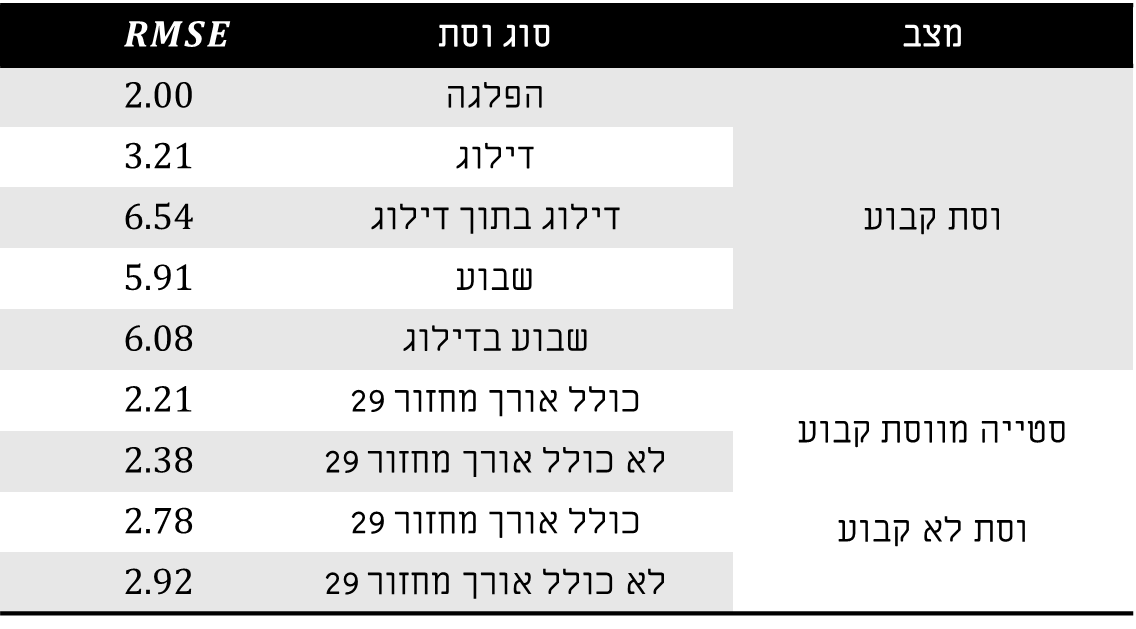 מצב סוג וסת RMSE
הפלגה 2.00
דילוג 3.21
וסת קבוע דילוג בתוך דילוג 6.54
שבוע 5.91
שבוע בדילוג 6.08
כולל אורך מחזור 29 2.21
סטייה מווסת קבוע
לא כולל אורך מחזור 29 2.38
כולל אורך מחזור 29 2.78
וסת לא קבוע
לא כולל אורך מחזור 29 2.92